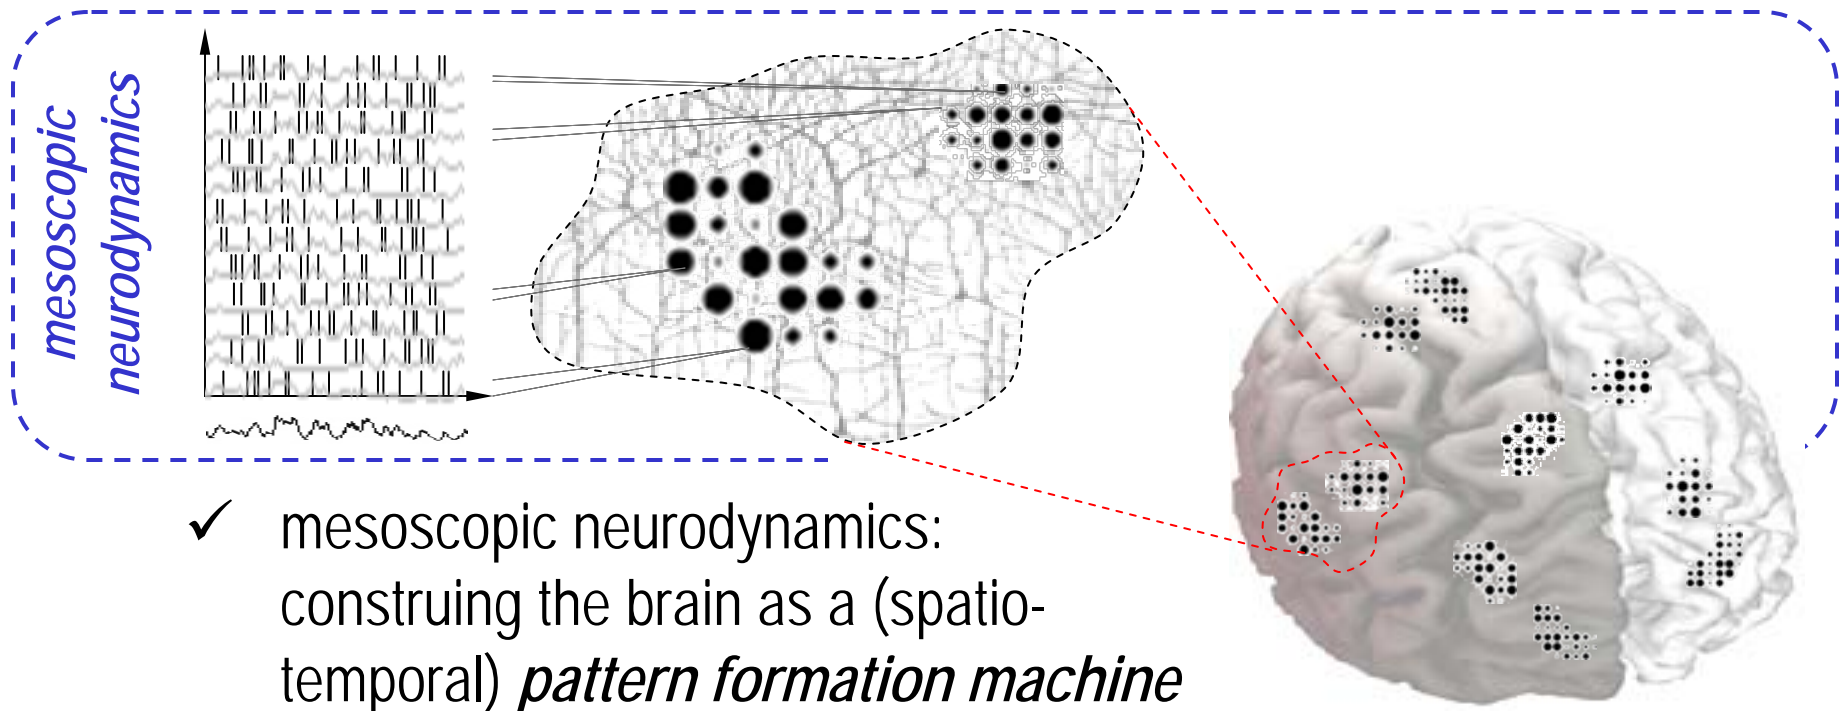 mesoscopic
neurodynamics
✓ mesoscopic neurodynamics:
construing the brain as a (spatio-
temporal) pattern formation machine